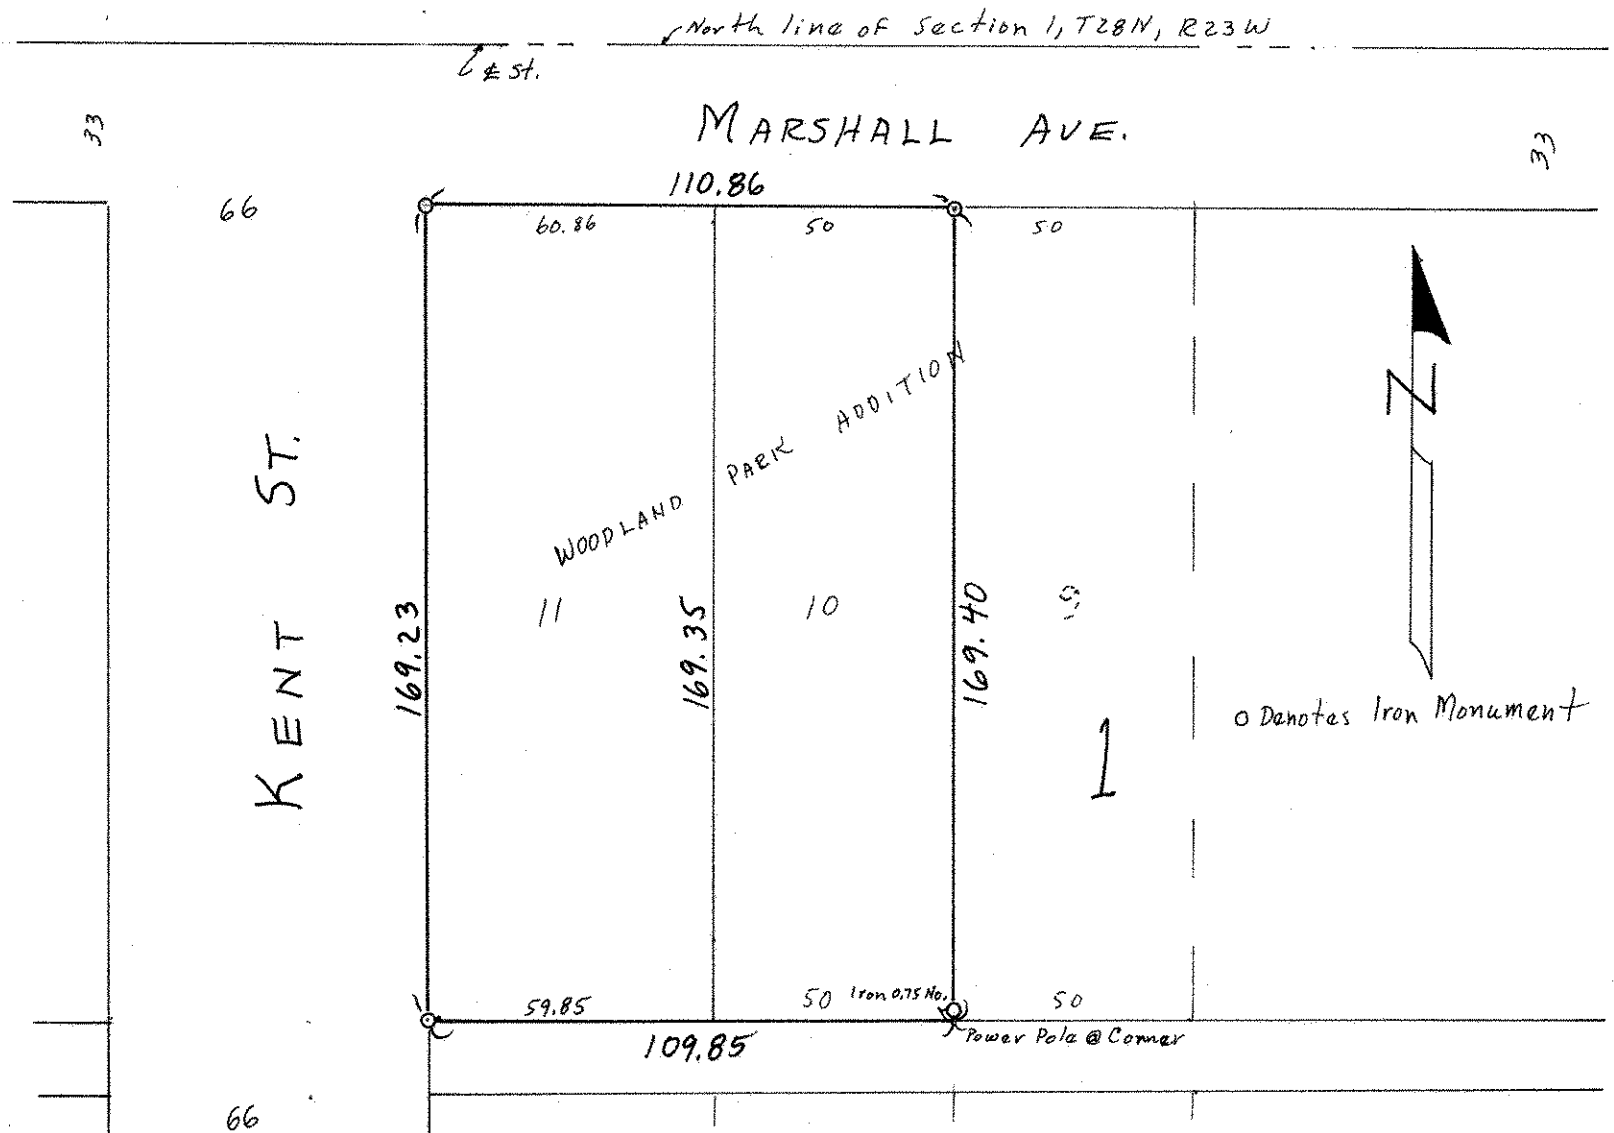 North line of Section 1, T28N, R23W
℄ St.
MARSHALL AVE.
33
33
110.86
66
60.86
50
50
N
WOODLAND PARK ADDITION
KENT ST.
11
10
9
169.23
169.35
169.40
1
o Denotes Iron Monument
59.85
50
Iron 0.75 No.
50
109.85
Power Pole @ Corner
66